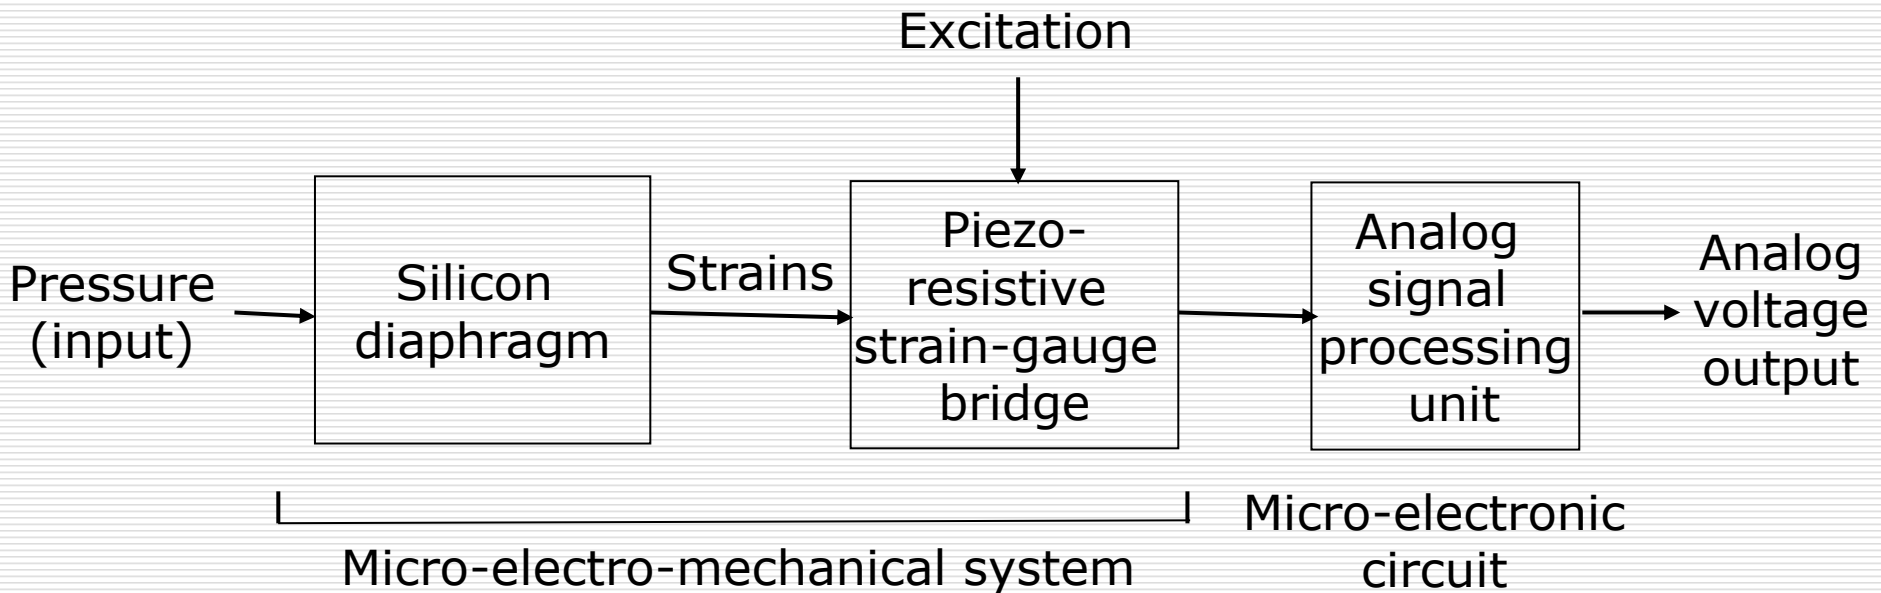 Excitation
Pressure
(input)
Silicon
diaphragm
Strains
Piezo-
resistive
strain-gauge
bridge
Analog
signal
processing
unit
Analog
voltage
output
Micro-electro-mechanical system
Micro-electronic
circuit